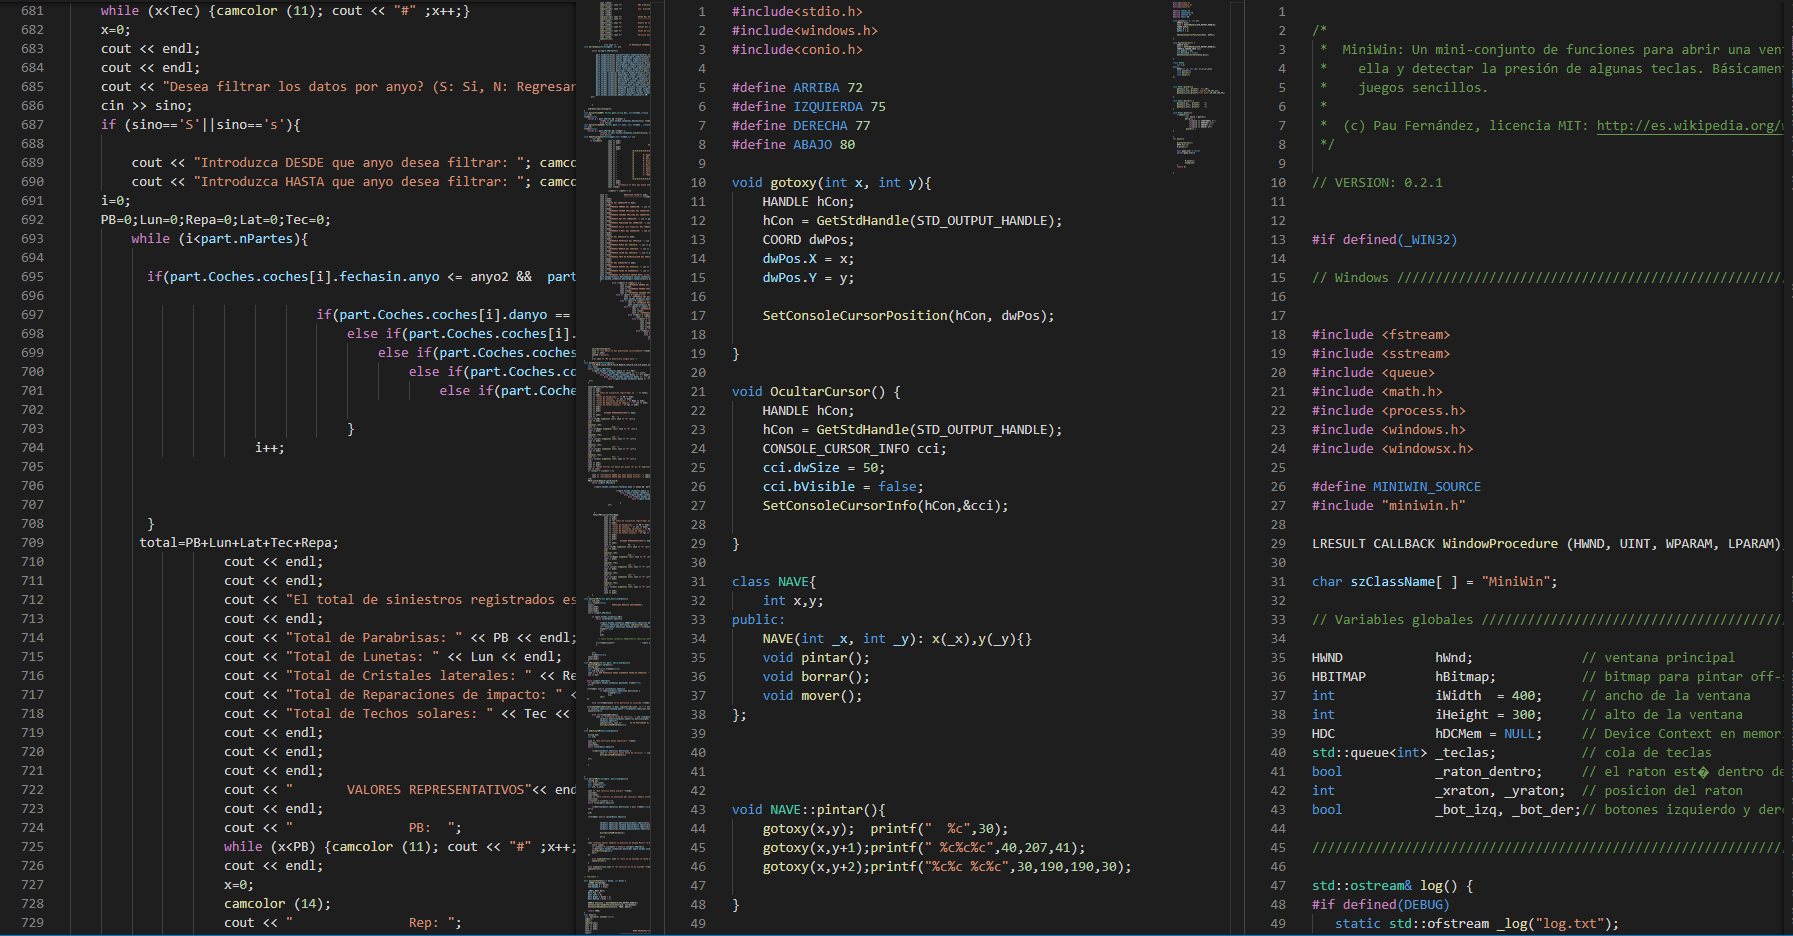 681 while (x<Tec) {camcolor (11); cout << "#" ;x++;}
682 x=0;
683 cout << endl;
684 cout << endl;
685 cout << "Desea filtrar los datos por anyo? (S: Si, N: Regresar
686 cin >> sino;
687 if (sino=='S'||sino=='s'){
688
689 cout << "Introduzca DESDE que anyo desea filtrar: "; camco
690 cout << "Introduzca HASTA que anyo desea filtrar: "; camco
691 i=0;
692 PB=0;Lun=0;Repa=0;Lat=0;Tec=0;
693 while (i<part.nPartes){
694
695 if(part.Coches.coches[i].fechasin.anyo <= anyo2 && part
696
697 if(part.Coches.coches[i].danyo ==
698 else if(part.Coches.coches[i].
699 else if(part.Coches.coches
700 else if(part.Coches.co
701 else if(part.Coche
702
703 }
704 i++;
705
706
707
708 }
709 total=PB+Lun+Lat+Tec+Repa;
710 cout << endl;
711 cout << endl;
712 cout << "El total de siniestros registrados es
713 cout << endl;
714 cout << "Total de Parabrisas: " << PB << endl;
715 cout << "Total de Lunetas: " << Lun << endl;
716 cout << "Total de Cristales laterales: " << Re
717 cout << "Total de Reparaciones de impacto: " <
718 cout << "Total de Techos solares: " << Tec <<
719 cout << endl;
720 cout << endl;
721 cout << endl;
722 cout << " VALORES REPRESENTATIVOS"<< end
723 cout << endl;
724 cout << " PB: ";
725 while (x<PB) {camcolor (11); cout << "#" ;x++;
726 cout << endl;
727 x=0;
728 camcolor (14);
729 cout << " Rep: ";
1 #include<stdio.h>
2 #include<windows.h>
3 #include<conio.h>
4
5 #define ARRIBA 72
6 #define IZQUIERDA 75
7 #define DERECHA 77
8 #define ABAJO 80
9
10 void gotoxy(int x, int y){
11 HANDLE hCon;
12 hCon = GetStdHandle(STD_OUTPUT_HANDLE);
13 COORD dwPos;
14 dwPos.X = x;
15 dwPos.Y = y;
16
17 SetConsoleCursorPosition(hCon, dwPos);
18
19 }
20
21 void OcultarCursor() {
22 HANDLE hCon;
23 hCon = GetStdHandle(STD_OUTPUT_HANDLE);
24 CONSOLE_CURSOR_INFO cci;
25 cci.dwSize = 50;
26 cci.bVisible = false;
27 SetConsoleCursorInfo(hCon,&cci);
28
29 }
30
31 class NAVE{
32 int x,y;
33 public:
34 NAVE(int _x, int _y): x(_x),y(_y){}
35 void pintar();
36 void borrar();
37 void mover();
38 };
39
40
41
42
43 void NAVE::pintar(){
44 gotoxy(x,y); printf("  %c",30);
45 gotoxy(x,y+1);printf(" %c%c%c",40,207,41);
46 gotoxy(x,y+2);printf("%c%c %c%c",30,190,190,30);
47
48 }
49
1
2 /*
3 * MiniWin: Un mini-conjunto de funciones para abrir una ven
4 * ella y detectar la presión de algunas teclas. Básicamen
5 * juegos sencillos.
6 *
7 * (c) Pau Fernández, licencia MIT: http://es.wikipedia.org/
8 */
9
10 // VERSION: 0.2.1
11
12
13 #if defined(_WIN32)
14
15 // Windows //////////////////////////////////////////////////
16
17
18 #include <fstream>
19 #include <sstream>
20 #include <queue>
21 #include <math.h>
22 #include <process.h>
23 #include <windows.h>
24 #include <windowsx.h>
25
26 #define MINIWIN_SOURCE
27 #include "miniwin.h"
28
29 LRESULT CALLBACK WindowProcedure (HWND, UINT, WPARAM, LPARAM)
30
31 char szClassName[ ] = "MiniWin";
32
33 // Variables globales ///////////////////////////////////////
34
35 HWND hWnd; // ventana principal
36 HBITMAP hBitmap; // bitmap para pintar off-
37 int iWidth = 400; // ancho de la ventana
38 int iHeight = 300; // alto de la ventana
39 HDC hDCMem = NULL; // Device Context en memor
40 std::queue<int> _teclas; // cola de teclas
41 bool _raton_dentro; // el raton est� dentro de
42 int _xraton, _yraton; // posicion del raton
43 bool _bot_izq, _bot_der;// botones izquierdo y dere
44
45 /////////////////////////////////////////////////////////////
46
47 std::ostream& log() {
48 #if defined(DEBUG)
49 static std::ofstream _log("log.txt");